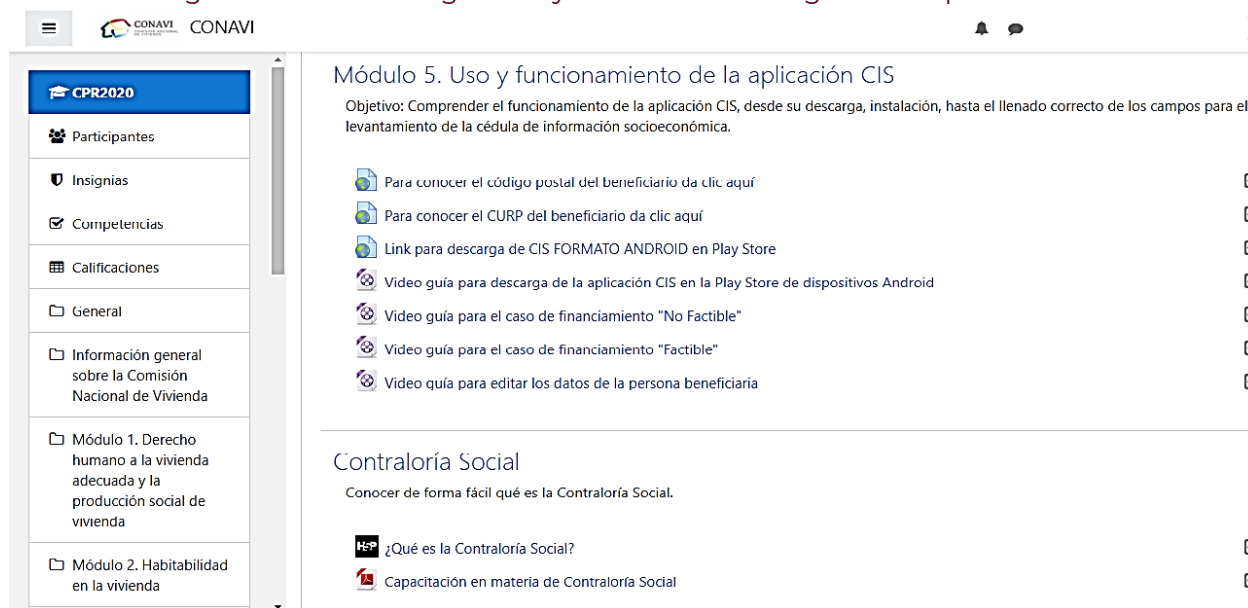 CONAVI
COMISIÓN NACIONAL
DE VIVIENDA
CONAVI
CPR2020
Participantes
Insignias
Competencias
Calificaciones
General
Información general
sobre la Comisión
Nacional de Vivienda
Módulo 1. Derecho
humano a la vivienda
adecuada y la
producción social de
vivienda
Módulo 2. Habitabilidad
en la vivienda
Módulo 5. Uso y funcionamiento de la aplicación CIS
Objetivo: Comprender el funcionamiento de la aplicación CIS, desde su descarga, instalación, hasta el llenado correcto de los campos para el
levantamiento de la cédula de información socioeconómica.
Para conocer el código postal del beneficiario da clic aquí
Para conocer el CURP del beneficiario da clic aquí
Link para descarga de CIS FORMATO ANDROID en Play Store
Video guía para descarga de la aplicación CIS en la Play Store de dispositivos Android
Video guía para el caso de financiamiento "No Factible"
Video guía para el caso de financiamiento "Factible"
Video guía para editar los datos de la persona beneficiaria
Contraloría Social
Conocer de forma fácil qué es la Contraloría Social.
H5P ¿Qué es la Contraloría Social?
Capacitación en materia de Contraloría Social